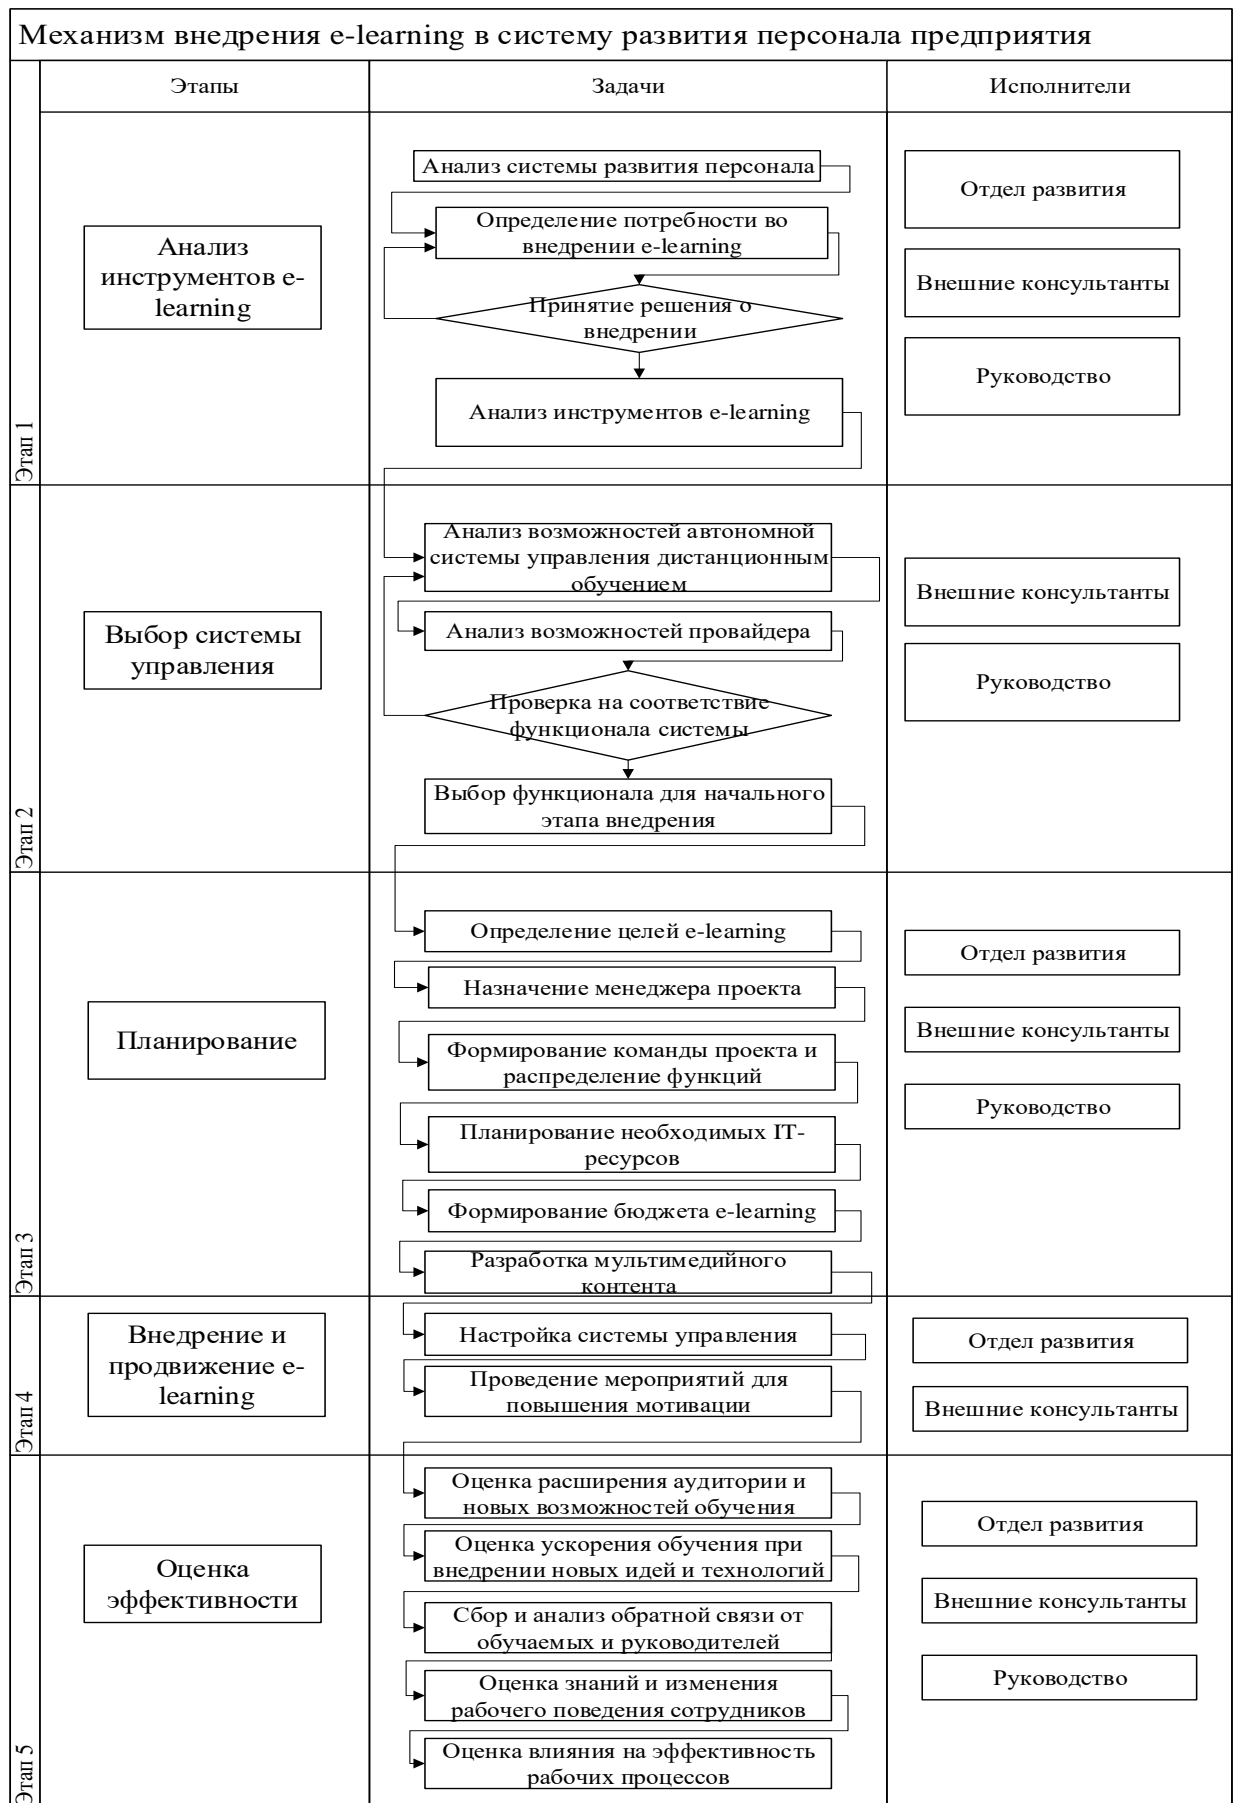 Механизм внедрения e-learning в систему развития персонала предприятия
Этапы
Задачи
Исполнители
Этап 1
Анализ
инструментов e-
learning
Анализ системы развития персонала
Определение потребности во
внедрении e-learning
Принятие решения о
внедрении
Анализ инструментов e-learning
Отдел развития
Внешние консультанты
Руководство
Этап 2
Выбор системы
управления
Анализ возможностей автономной
системы управления дистанционным
обучением
Анализ возможностей провайдера
Проверка на соответствие
функционала системы
Выбор функционала для начального
этапа внедрения
Внешние консультанты
Руководство
Этап 3
Планирование
Определение целей e-learning
Назначение менеджера проекта
Формирование команды проекта и
распределение функций
Планирование необходимых IT-
ресурсов
Формирование бюджета e-learning
Разработка мультимедийного
контента
Отдел развития
Внешние консультанты
Руководство
Этап 4
Внедрение и
продвижение e-
learning
Настройка системы управления
Проведение мероприятий для
повышения мотивации
Отдел развития
Внешние консультанты
Этап 5
Оценка
эффективности
Оценка расширения аудитории и
новых возможностей обучения
Оценка ускорения обучения при
внедрении новых идей и технологий
Сбор и анализ обратной связи от
обучаемых и руководителей
Оценка знаний и изменения
рабочего поведения сотрудников
Оценка влияния на эффективность
рабочих процессов
Отдел развития
Внешние консультанты
Руководство